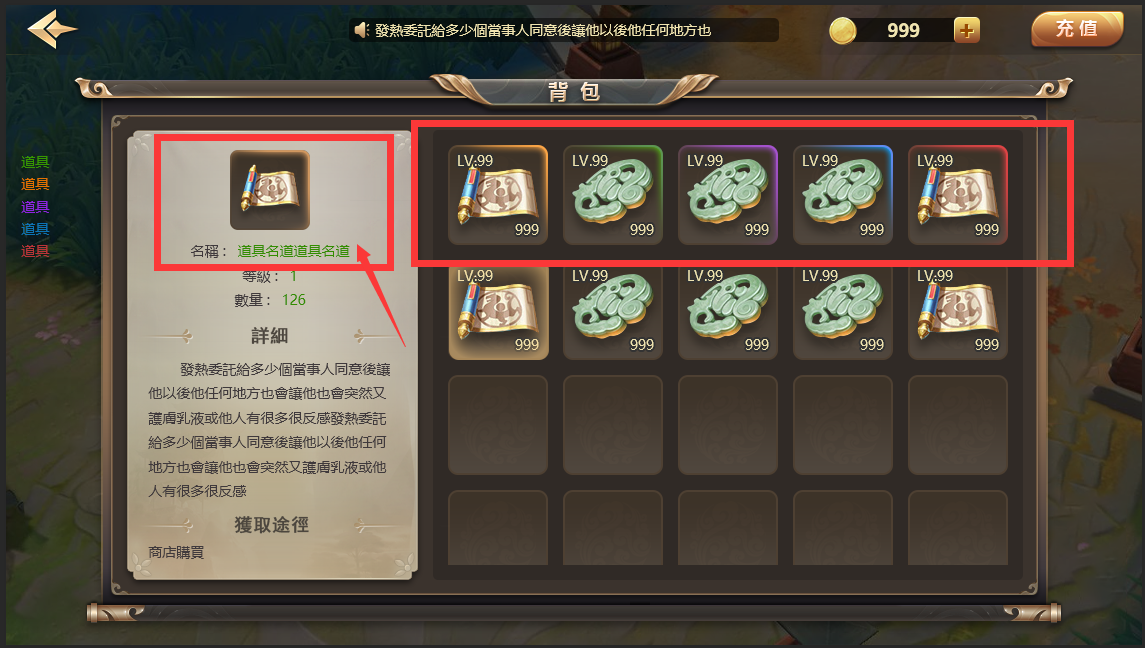 發熱委託給多少個當事人同意後讓他以後他任何地方也
999
充值
背包
道具
道具
道具
道具
道具
名稱： 道具名道道具名道
等級： 1
數量： 126
詳細
發熱委託給多少個當事人同意後讓
他以後他任何地方也會讓他也會突然又
護膚乳液或他人有很多很反感發熱委託
給多少個當事人同意後讓他以後他任何
地方也會讓他也會突然又護膚乳液或他
人有很多很反感
獲取途徑
商店購買
LV.99 LV.99 LV.99 LV.99 LV.99
999 999 999 999 999
LV.99 LV.99 LV.99 LV.99 LV.99
999 999 999 999 999